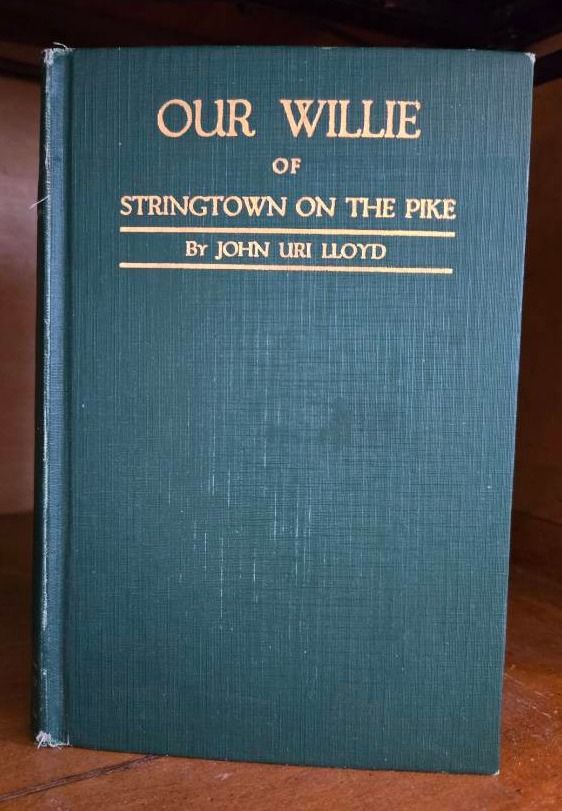 OUR WILLIE
OF
STRINGTOWN ON THE PIKE
By JOHN URI LLOYD